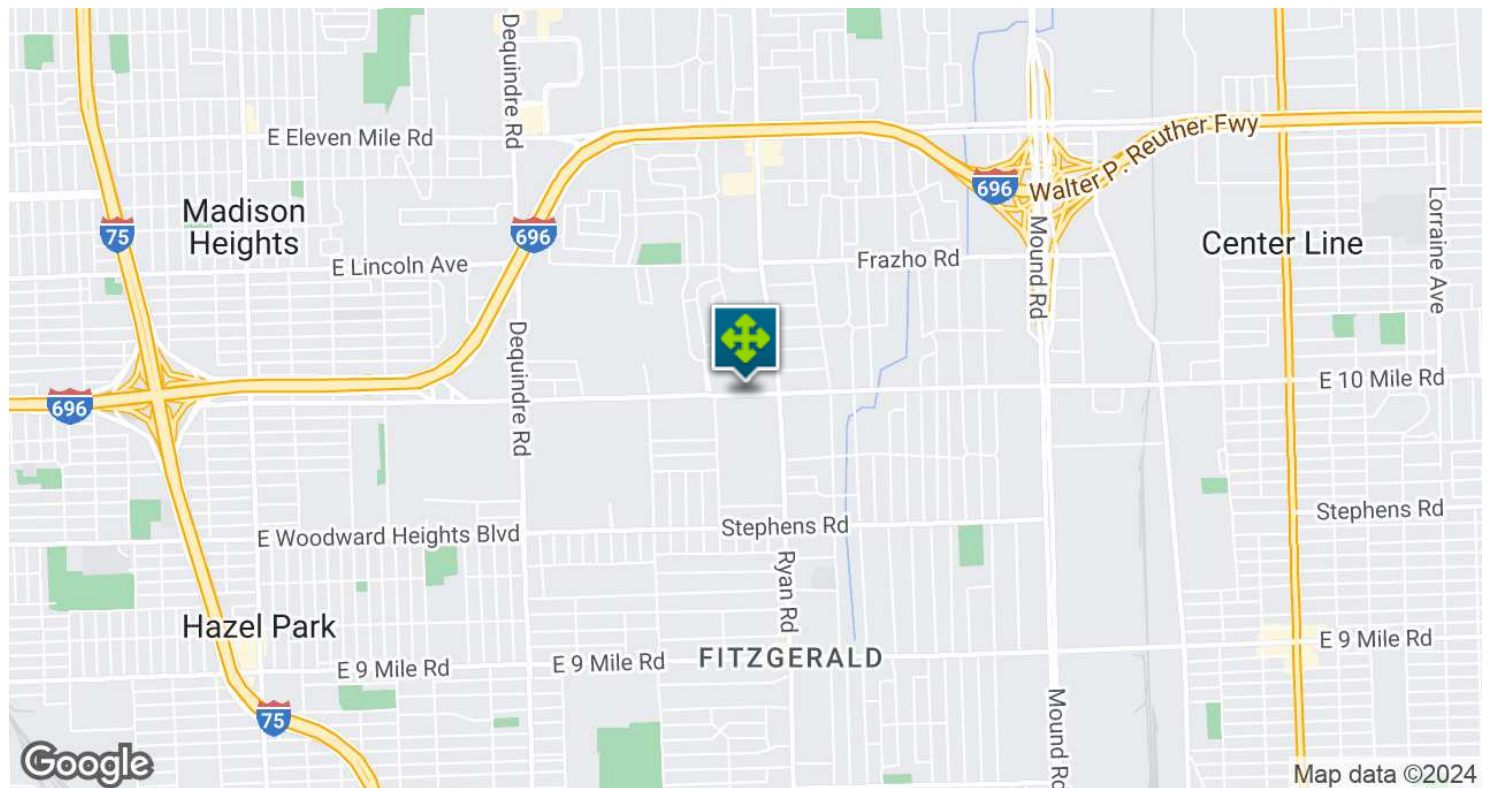 Dequindre Rd
E Eleven Mile Rd
Walter P. Reuther Fwy
Madison
Heights
75
696
696
Mound Rd
Lorraine Ave
E Lincoln Ave
Frazho Rd
Center Line
Dequindre Rd
696
E 10 Mile Rd
E Woodward Heights Blvd
Stephens Rd
Stephens Rd
Ryan Rd
Hazel Park
E 9 Mile Rd
E 9 Mile Rd
FITZGERALD
E 9 Mile Rd
75
Mound Rd
Google
Map data ©2024